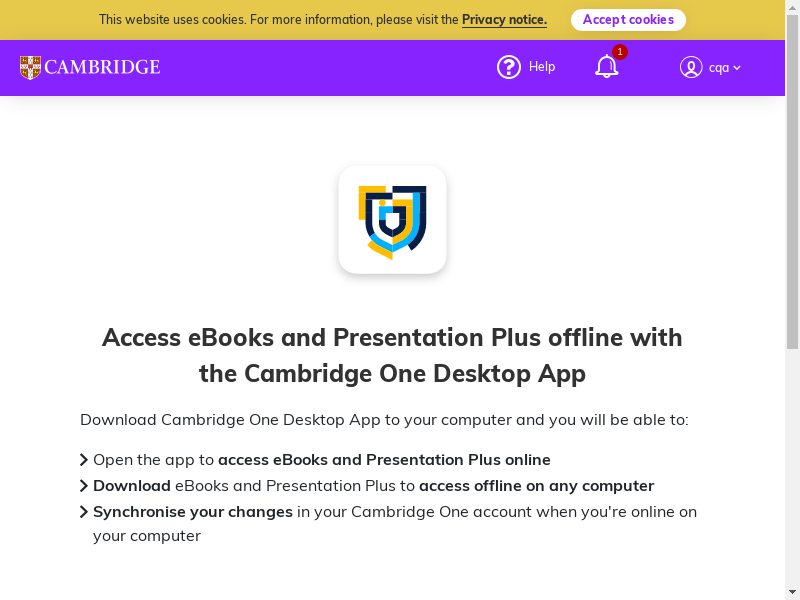 This website uses cookies. For more information, please visit the Privacy notice. Accept cookies
CAMBRIDGE Help 1 cqa
Access eBooks and Presentation Plus offline with
the Cambridge One Desktop App
Download Cambridge One Desktop App to your computer and you will be able to:
Open the app to access eBooks and Presentation Plus online
Download eBooks and Presentation Plus to access offline on any computer
Synchronise your changes in your Cambridge One account when you're online on
your computer